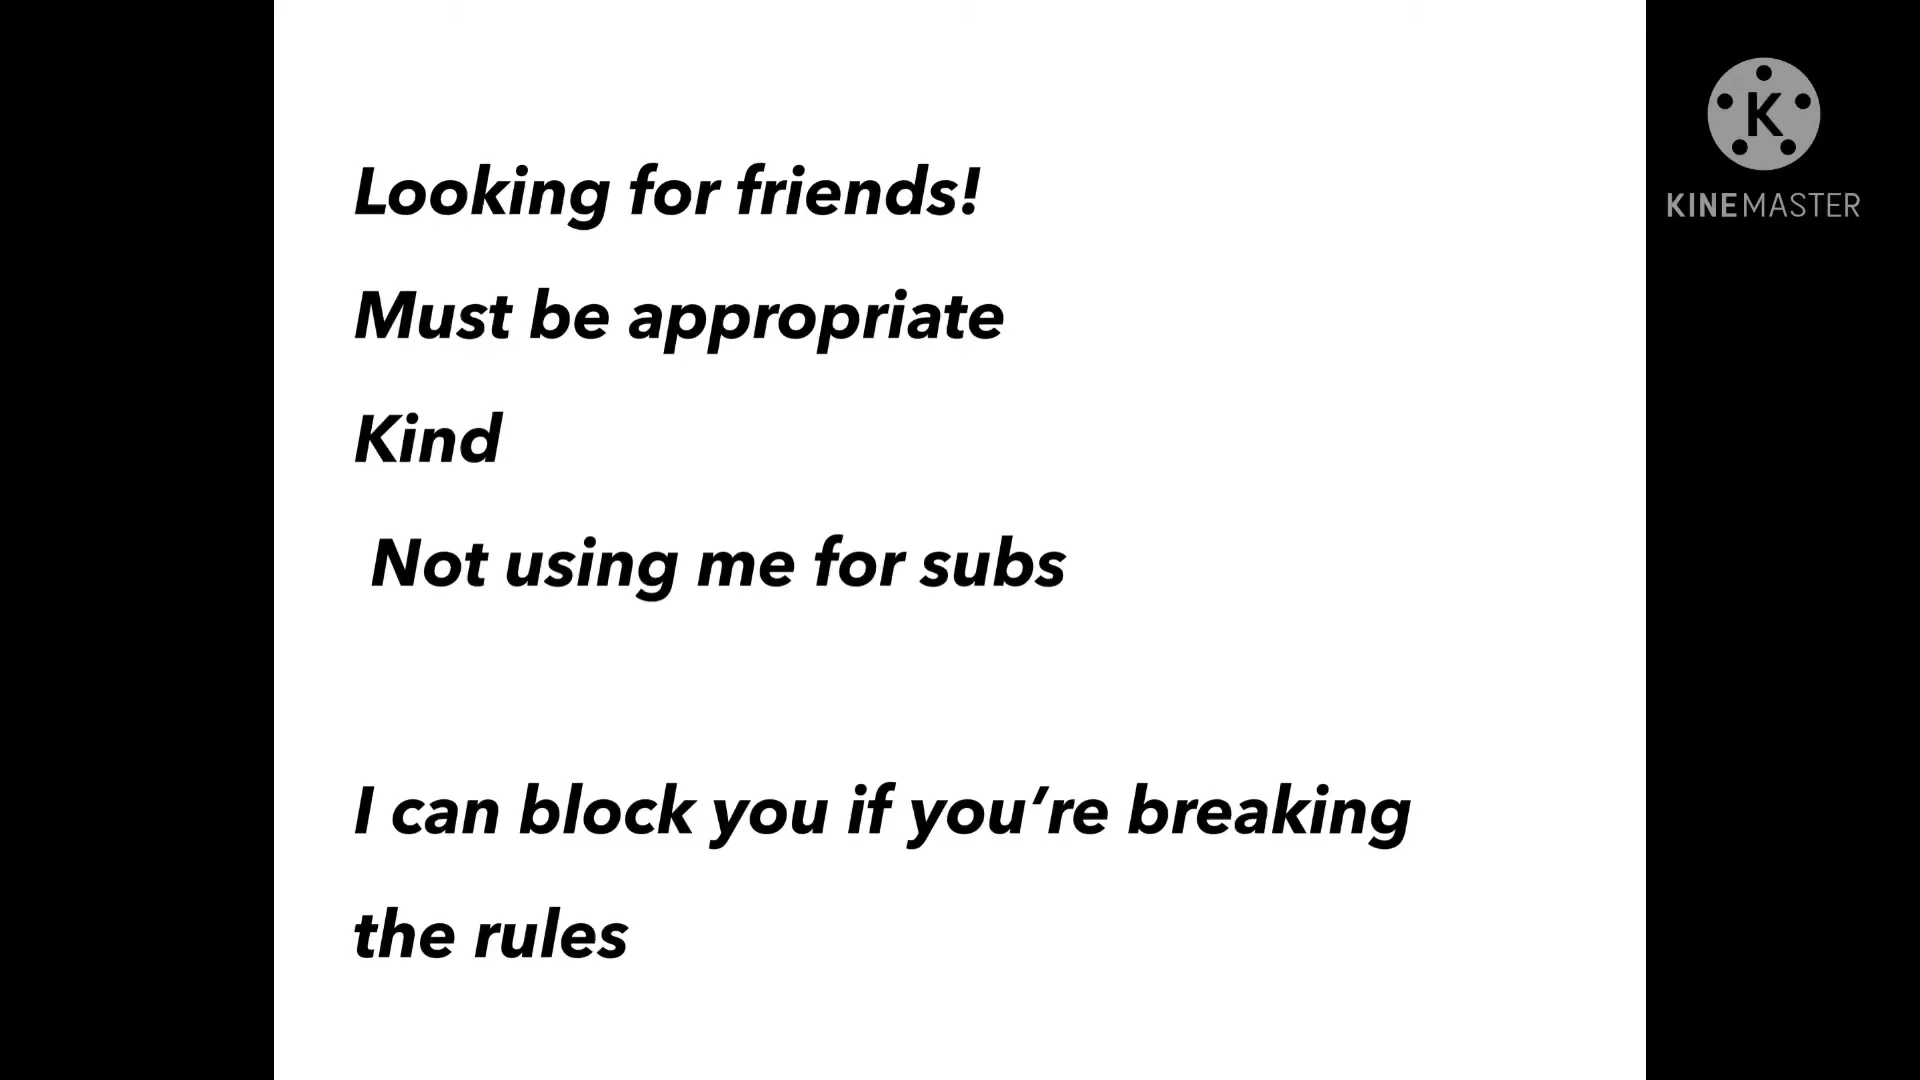 Looking for friends!
Must be appropriate
Kind
Not using me for subs
I can block you if you’re breaking
the rules
K
KINEMASTER